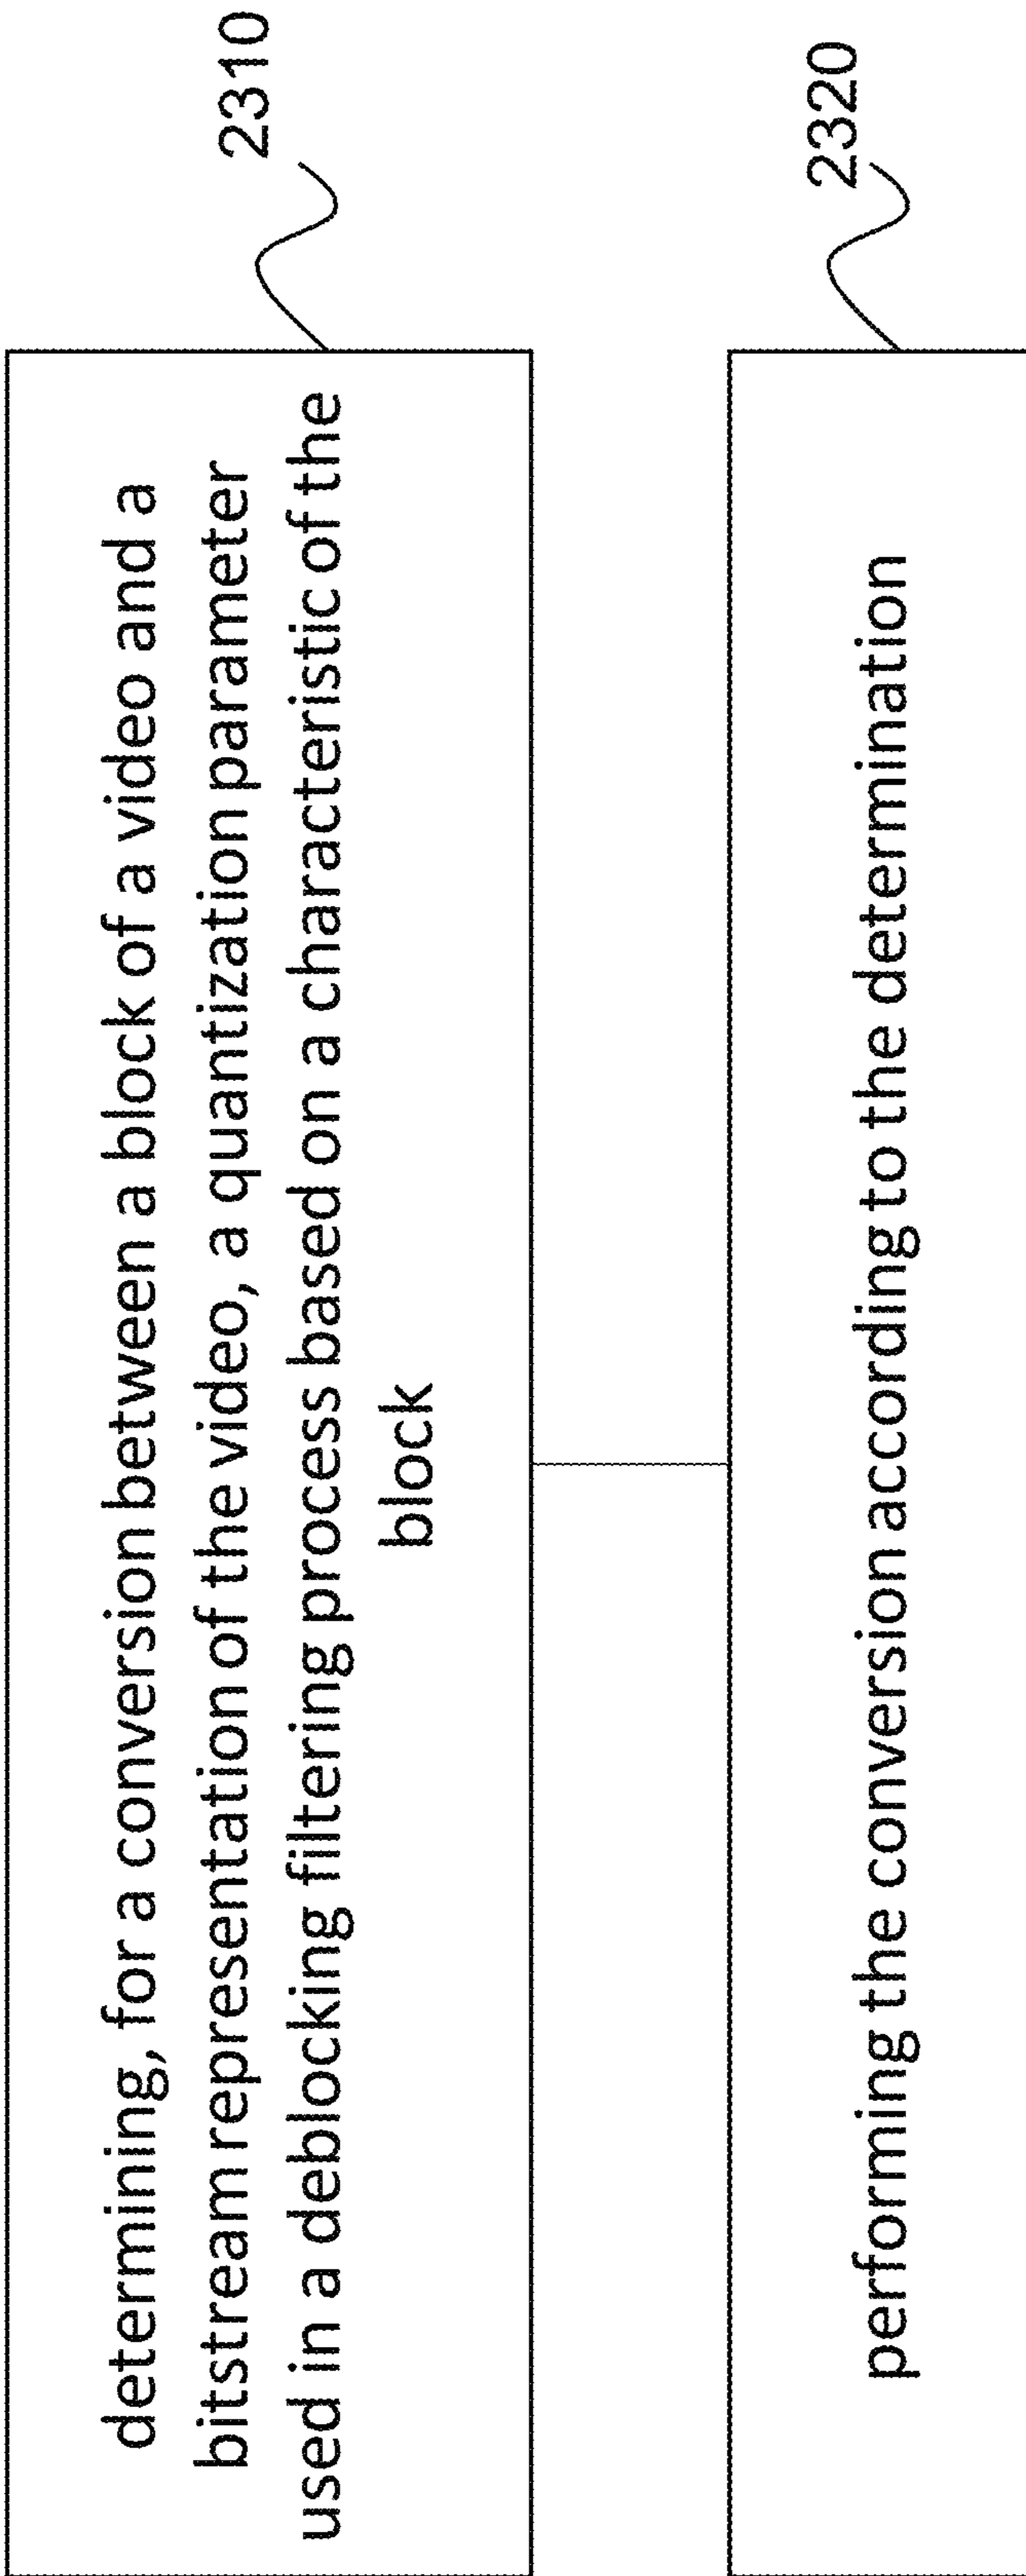 2310
determining, for a conversion between a block of a video and a
bitstream representation of the video, a quantization parameter
used in a deblocking filtering process based on a characteristic of the
block
2320
performing the conversion according to the determination